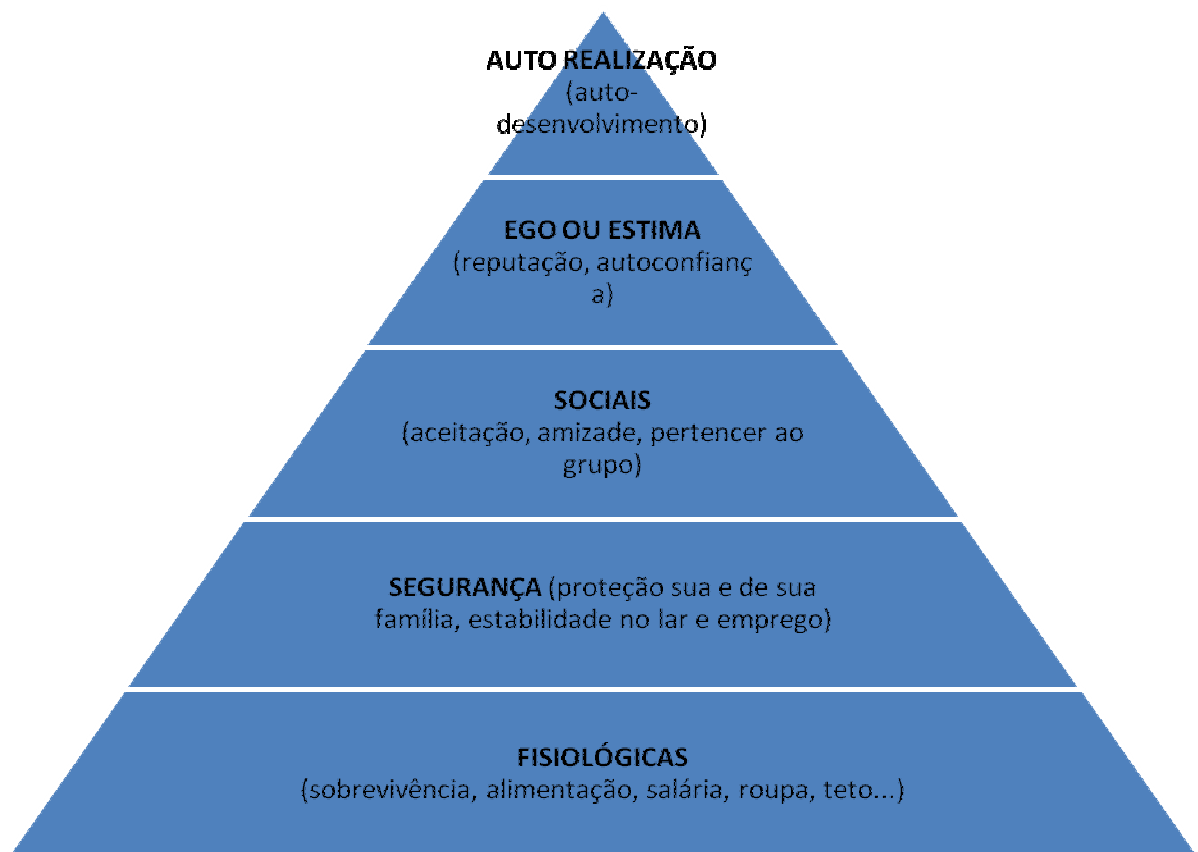 AUTO REALIZAÇÃO
(auto-
desenvolvimento)
EGO OU ESTIMA
(reputação, autoconfianç
a)
SOCIAIS
(aceitação, amizade, pertencer ao
grupo)
SEGURANÇA (proteção sua e de sua
família, estabilidade no lar e emprego)
FISIOLÓGICAS
(sobrevivência, alimentação, salária, roupa, teto...)